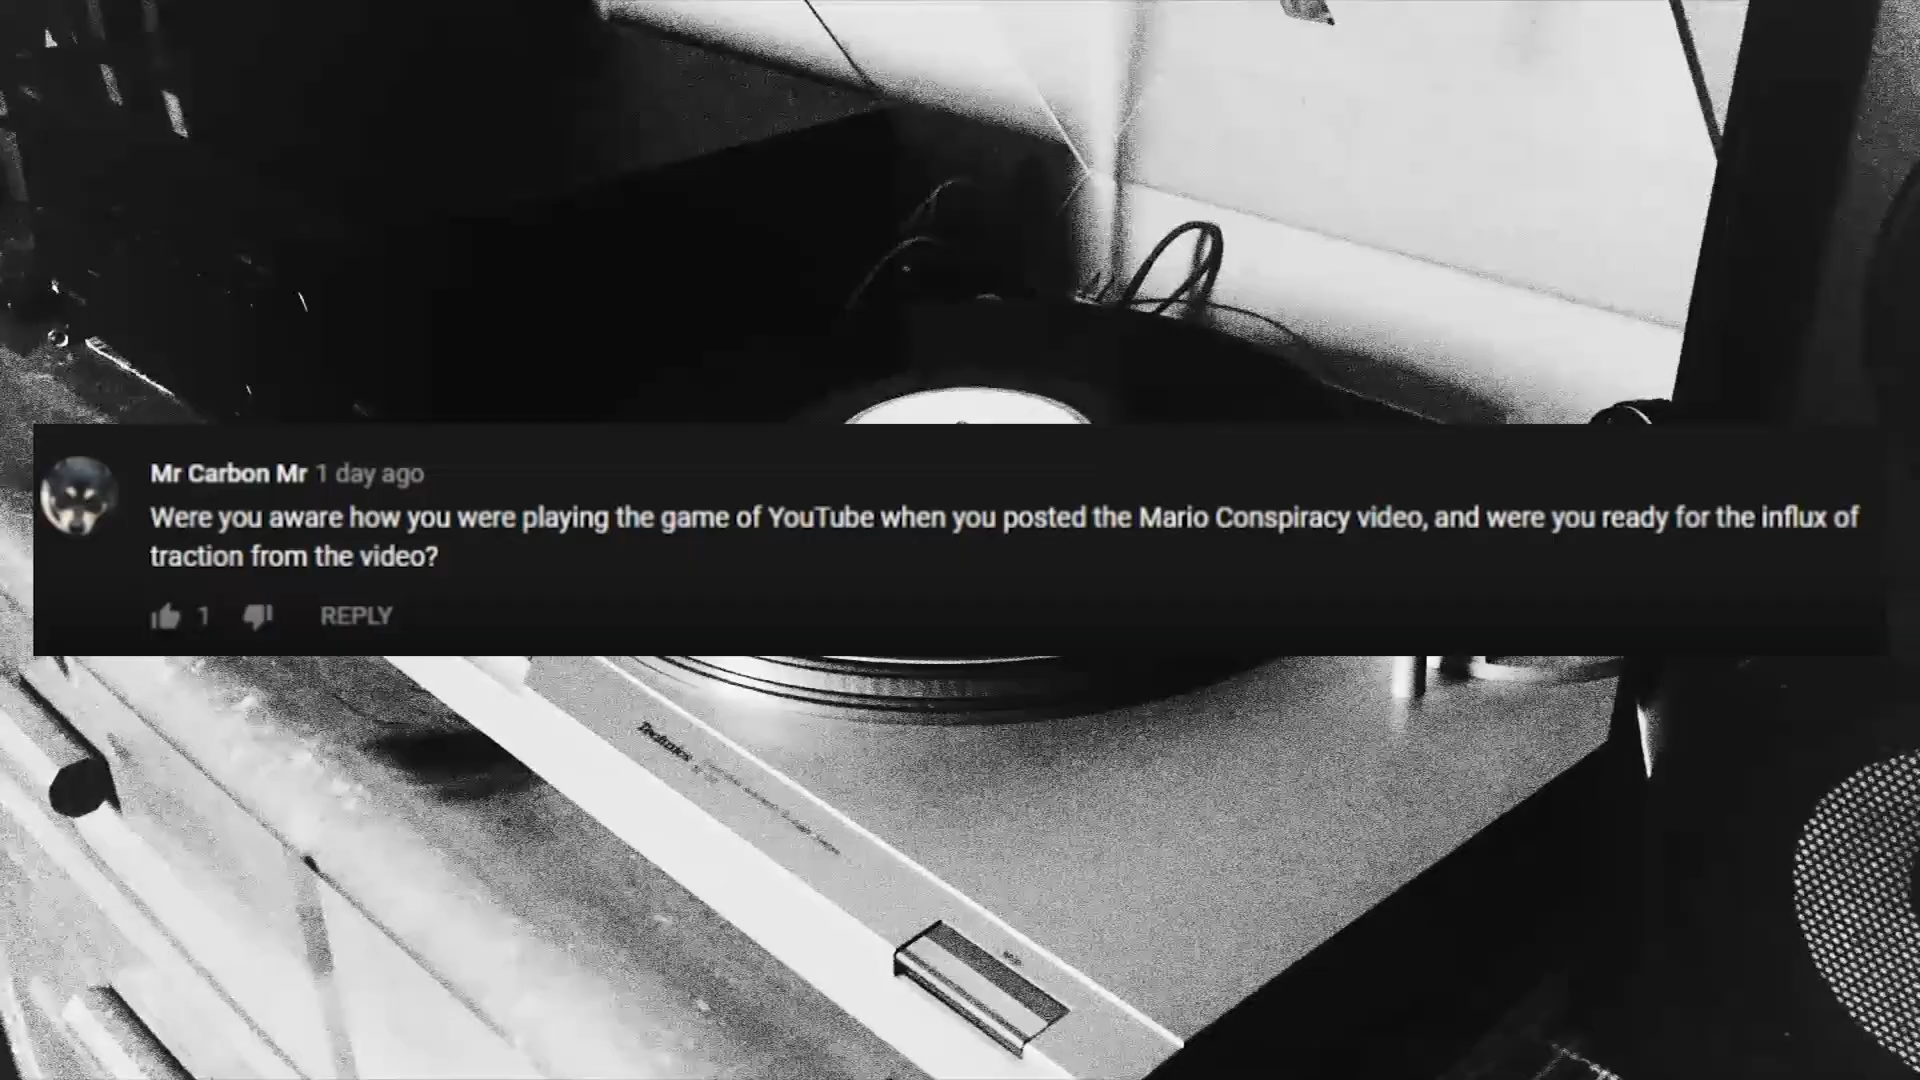 Mr Carbon Mr 1 day ago
Were you aware how you were playing the game of YouTube when you posted the Mario Conspiracy video, and were you ready for the influx of
traction from the video?
1 REPLY
Technics